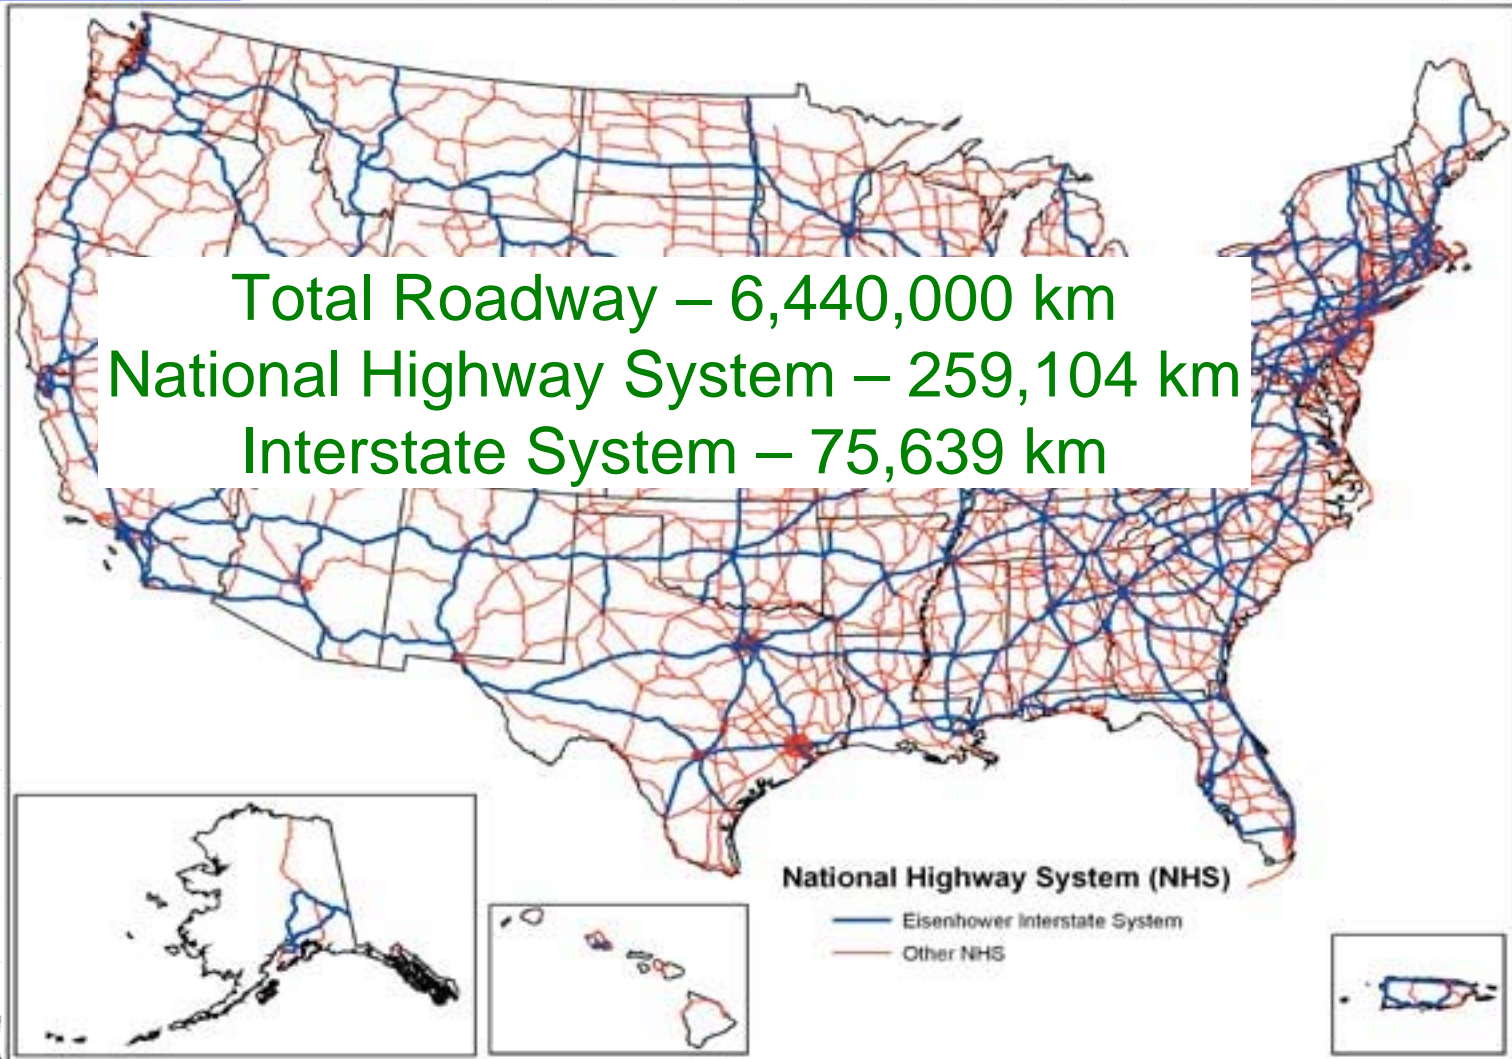 Total Roadway – 6,440,000 km
National Highway System – 259,104 km
Interstate System – 75,639 km
National Highway System (NHS)
Eisenhower Interstate System
Other NHS